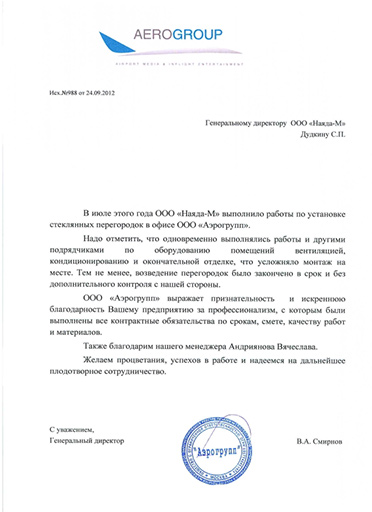 AEROGROUP
AIRPORT MEDIA & INFLIGHT ENTERTAINMENT
Исх.№988 от 24.09.2012
Генеральному директору ООО «Наяда-М»
Дудкину С.П.
В июле этого года ООО «Наяда-М» выполнило работы по установке
стеклянных перегородок в офисе ООО «Аэрогрупп».
Надо отметить, что одновременно выполнялись работы и другими
подрядчиками по оборудованию помещений вентиляцией,
кондиционированию и окончательной отделке, что усложняло монтаж на
месте. Тем не менее, возведение перегородок было закончено в срок и без
дополнительного контроля с нашей стороны.
ООО «Аэрогрупп» выражает признательность и искреннюю
благодарность Вашему предприятию за профессионализм, с которым были
выполнены все контрактные обязательства по срокам, смете, качеству работ
и материалов.
Также благодарим нашего менеджера Андриянова Вячеслава.
Желаем процветания, успехов в работе и надеемся на дальнейшее
плодотворное сотрудничество.
С уважением,
Генеральный директор
В.А. Смирнов
"Аэрогрупп"
МОСКВА